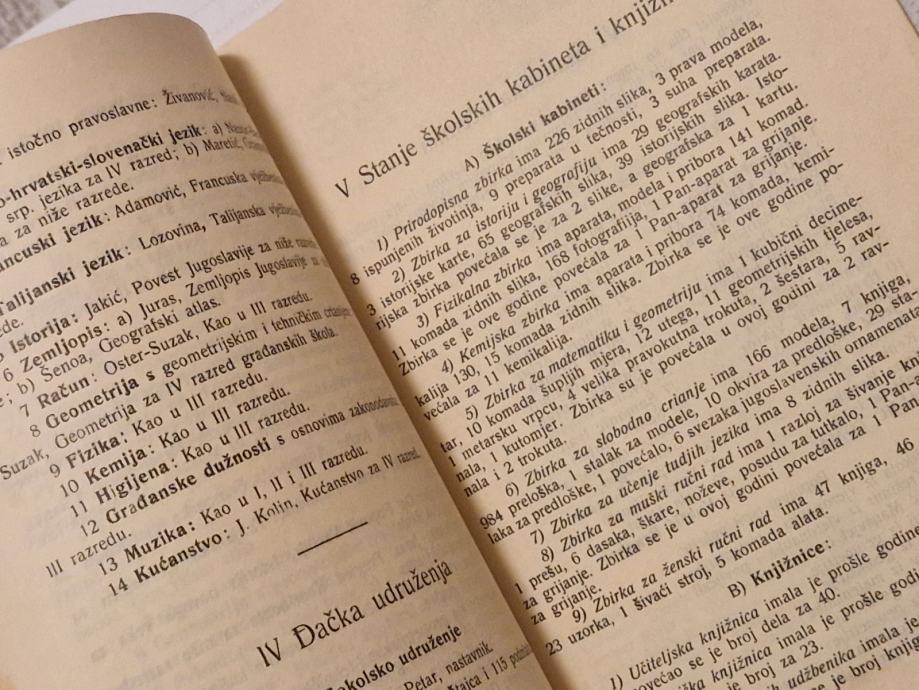 istočno pravoslavne: Živanović,
-hrvatski-slovenački jezik: a)
srp. jezika za IV razred; b) Maretić,
a za niže razrede.
ancuski jezik: Adamović, Francuska
Talijanski jezik: Lozovina, Talijanska
ede.
Istorija: Jakić, Povest Jugoslavije za niže
6 Zemljopis: a) Juras, Zemljopis Jugoslavije
e; b) Šenoa, Geografski atlas.
7 Račun: Oster-Suzak, Kao u III razredu.
8 Geometrija s geometrijskim i tehničkim
Suzak, Geometrija za IV razred građanskih škola.
9 Fizika: Kao u III razredu.
10 Kemija: Kao u III razredu.
11 Higijena: Kao u III razredu.
12 Građanske dužnosti s osnovima
III razredu.
13 Muzika: Kao u I, II i III razredu.
14 Kućanstvo: J. Kolin, Kućanstvo za IV razred.
IV Đačka udruženja
okolsko udruženje
Petar, nastavnik.
i 115
V Stanje školskih kabineta i knjižn
A) Školski kabineti:
1) Prirodopisna zbirka ima 226 zidnih slika, 3 prava modela,
8 ispunjenih životinja, 9 preparata u tečnosti, 3 suha preparata.
2) Zbirka za istoriju i geografiju ima 29 geografskih karata.
3 istorijske karte, 65 geografskih slika, 39 istorijskih slika. Isto-
rijska zbirka povećala se je za 2 slike, a geografska za 1 kartu.
3) Fizikalna zbirka ima aparata, modela i pribora 141 komad.
11 komada zidnih slika, 168 fotografija, 1 Pan-aparat za grijanje.
Zbirka se je ove godine povećala za 1 Pan-aparat za grijanje.
4) Kemijska zbirka ima aparata i pribora 74 komada, kemi-
kalija 130, 15 komada zidnih slika. Zbirka se je ove godine po-
većala za 11 kemikalija.
5) Zbirka za matematiku i geometriju ima 1 kubični decime-
tar, 10 komada šupljih mjera, 12 utega, 11 geometrijskih tjelesa,
1 metarsku vrpcu, 4 velika pravokutna trokuta, 2 šestara, 5 rav-
nala, 1 kutomjer. Zbirka su je povećala u ovoj godini za 2 rav-
nala i 2 trokuta.
6) Zbirka za slobodno crtanje ima 166 modela, 7 knjiga,
984 preloška, 1 stalak za modele, 10 okvira za predloške, 29 sta-
laka za predloške, 1 povećalo, 6 svezaka jugoslavenskih ornamenata
7) Zbirka za učenje tudjih jezika ima 8 zidnih slika.
8) Zbirka za muški ručni rad ima 1 razloz za šivanje kn
1 prešu, 6 dasaka, škare, noževe, posudu za tutkalo, 1 Pan-
za grijanje. Zbirka se je u ovoj godini povećala za 1 Pan
za grijanje.
9) Zbirka za ženski ručni rad ima 47 knjiga, 46
23 uzorka, 1 šivaći stroj, 5 komada alata.
B) Knjižnice:
1) Učiteljska knjižnica imala je prošle godin
povećao se je broj dela za 40.
knjižnica imala je prošle godi
je broj za 23.
udžbenika imala je
se je broj knjig